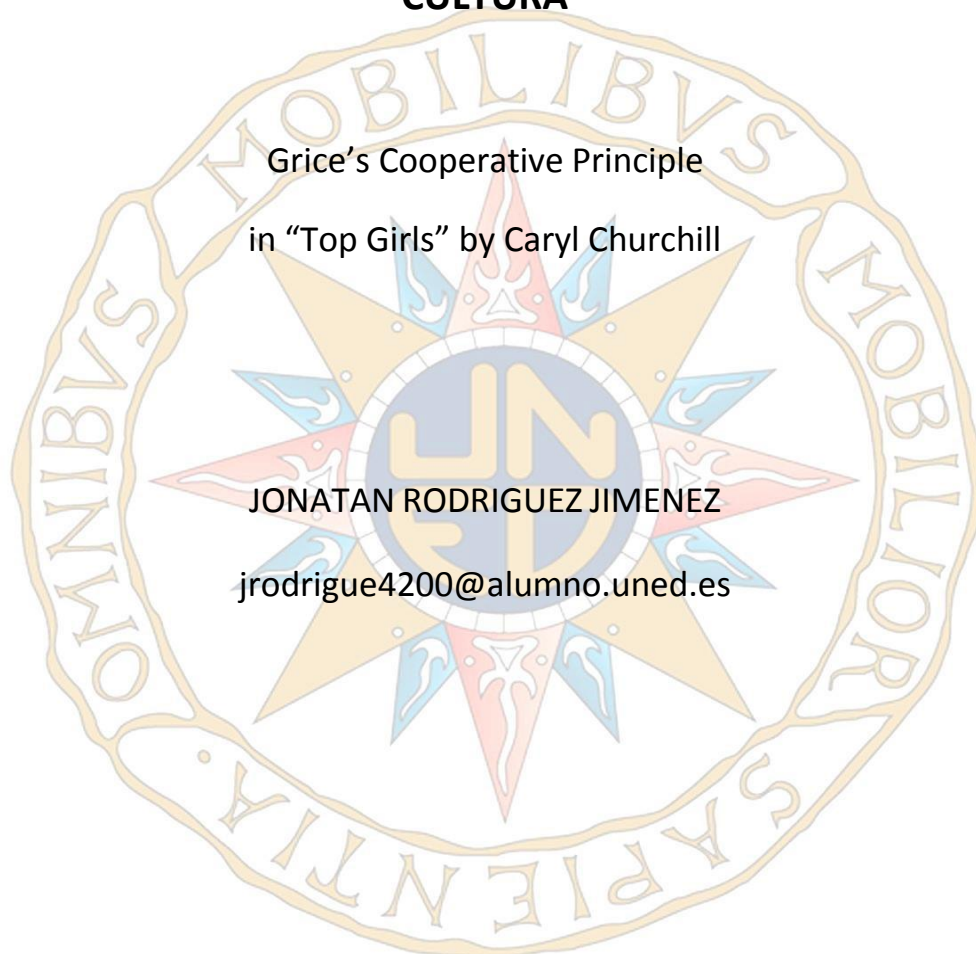 CULTURA
Grice’s Cooperative Principle
in “Top Girls” by Caryl Churchill
JONATAN RODRIGUEZ JIMENEZ
jrodrigue4200@alumno.uned.es
OMNIBVS MOBILIBVS MOBILIOR SAPIENTIA
UNED